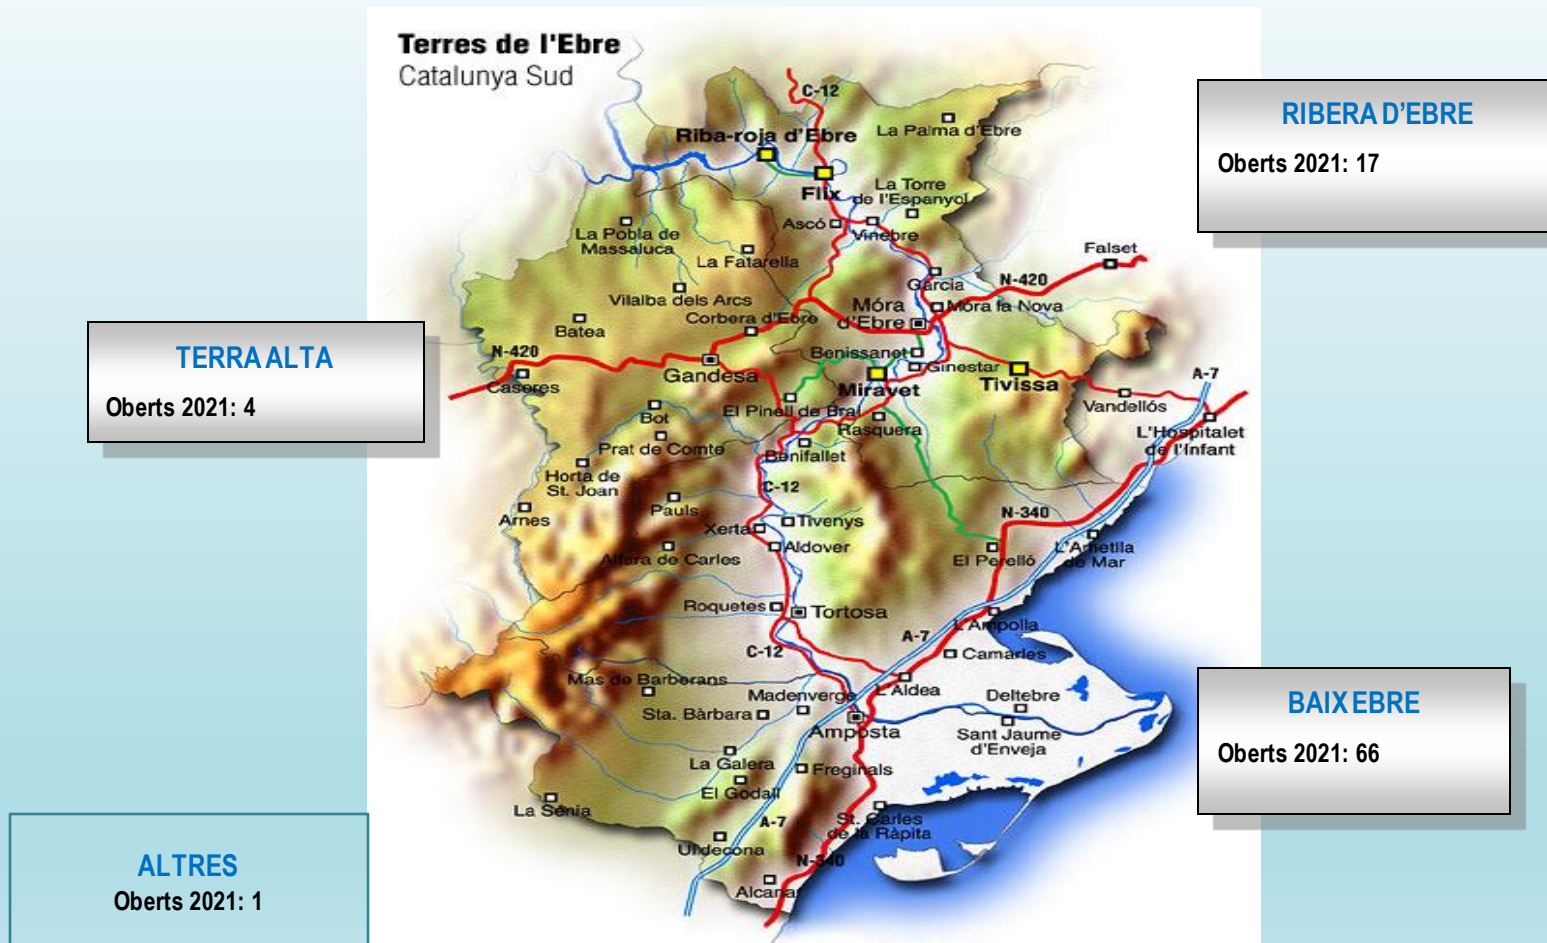 Terres de l'Ebre
Catalunya Sud
C-12
RIBERA D'EBRE
Oberts 2021: 17
La Palma d'Ebre
Riba-roja d'Ebre
Flix
La Torre
de l'Espanyol
Ascó
Vinebre
La Pobla de
Massaluca
La Fatarella
Falset
Garcia
N-420
Vilalba dels Arcs
Móra
d'Ebre
Móra la Nova
Corbera d'Ebre
Batea
TERRA ALTA
Oberts 2021: 4
N-420
Benissanet
Ginestar
Gandesa
Caseres
Miravet
Tivissa
A-7
Vandellós
El Pinell de Brai
Bot
Rasquera
L'Hospitalet
de l'Infant
Prat de Comte
Benifallet
Horta de
St. Joan
C-12
Pauls
Arnes
N-340
Xerta
Tivenys
Aldover
Alfara de Carles
El Perelló
L'Ametlla
de Mar
Roquetes
Tortosa
L'Ampolla
A-7
C-12
Camarles
Mas de Barberans
L'Aldea
Madenverge
Deltebre
Sta. Bàrbara
Amposta
Sant Jaume
d'Enveja
BAIX EBRE
Oberts 2021: 66
La Galera
Freginals
El Godall
La Sénia
A-7
St. Carles
de la Ràpita
Ulldecona
N-340
Alcanar
ALTRES
Oberts 2021: 1